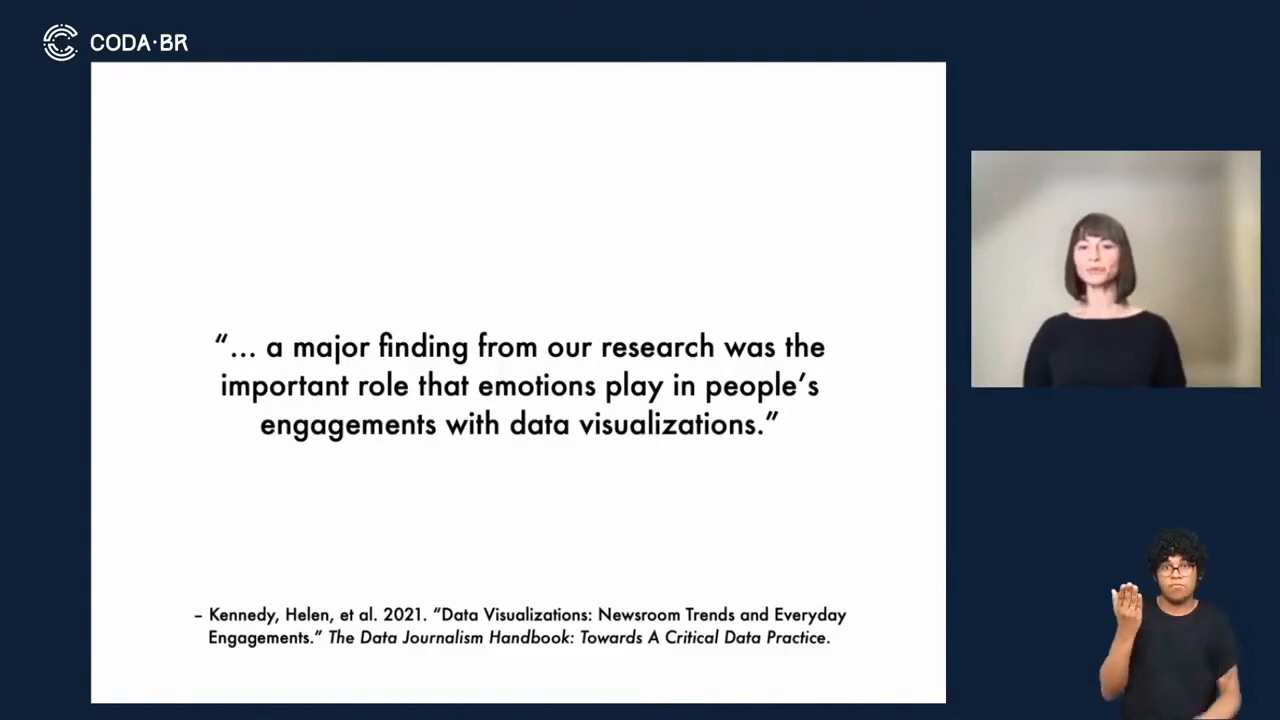 CODA·BR
“... a major finding from our research was the
important role that emotions play in people’s
engagements with data visualizations.”
– Kennedy, Helen, et al. 2021. “Data Visualizations: Newsroom Trends and Everyday
Engagements.” The Data Journalism Handbook: Towards A Critical Data Practice.